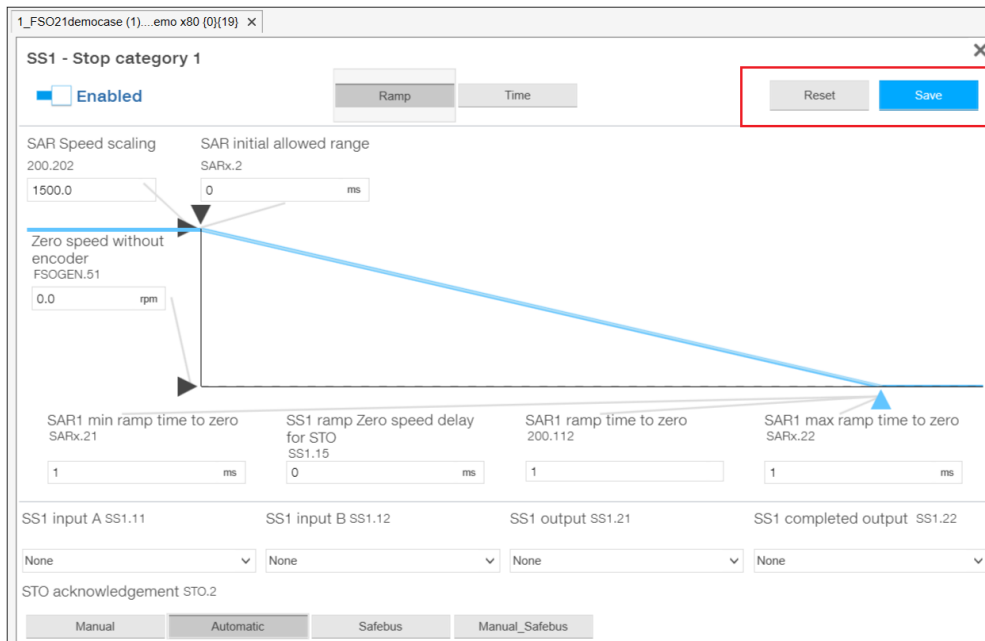 1_FSO21democase (1)....emo x80 {0}{19} ×
SS1 - Stop category 1
Enabled
Ramp
Time
Reset
Save
SAR Speed scaling
200.202
1500.0
SAR initial allowed range
SARx.2
0 ms
Zero speed without
encoder
FSOGEN.51
0.0 rpm
SAR1 min ramp time to zero
SARx.21
1 ms
SS1 ramp Zero speed delay
for STO
SS1.15
0 ms
SAR1 ramp time to zero
200.112
1
SAR1 max ramp time to zero
SARx.22
1 ms
SS1 input A SS1.11
None
SS1 input B SS1.12
None
SS1 output SS1.21
None
SS1 completed output SS1.22
None
STO acknowledgement STO.2
Manual
Automatic
Safebus
Manual_Safebus